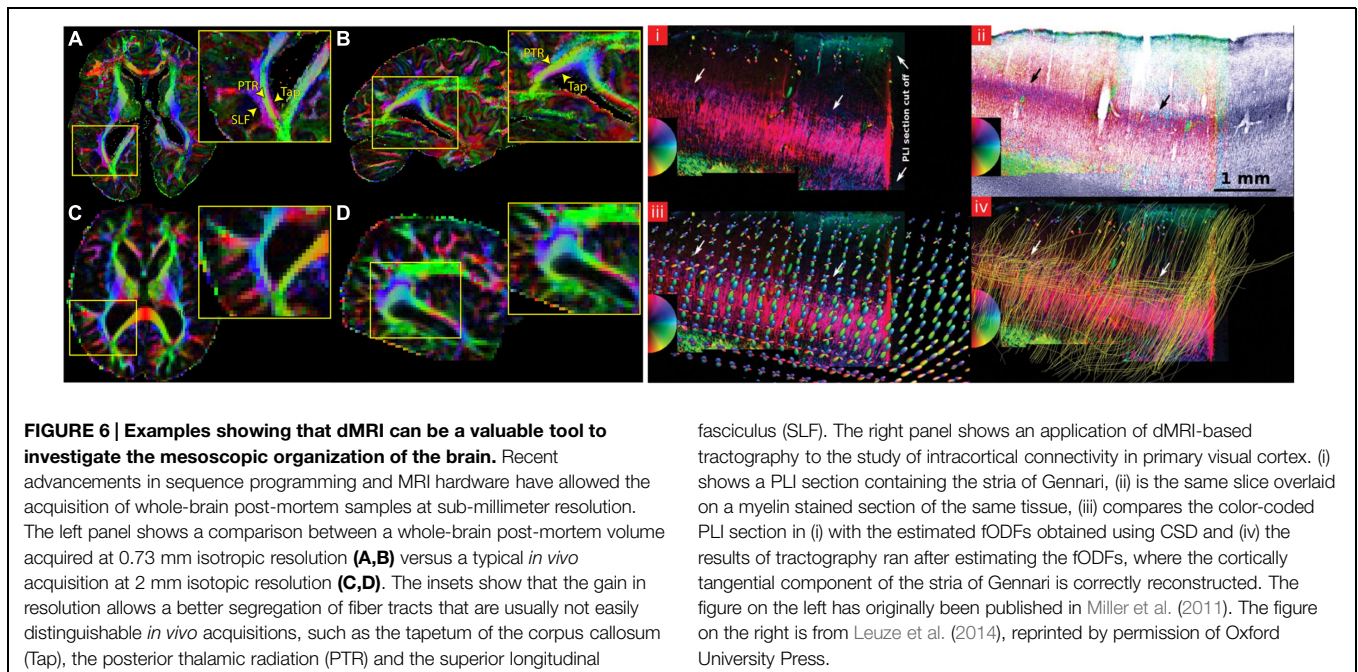 A
PTR
Tap
SLF
B
PTR
Tap
C
D
i
PLI section cut off
ii
1 mm
iii
iv
FIGURE 6 | Examples showing that dMRI can be a valuable tool to
investigate the mesoscopic organization of the brain. Recent
advancements in sequence programming and MRI hardware have allowed the
acquisition of whole-brain post-mortem samples at sub-millimeter resolution.
The left panel shows a comparison between a whole-brain post-mortem volume
acquired at 0.73 mm isotropic resolution (A,B) versus a typical in vivo
acquisition at 2 mm isotopic resolution (C,D). The insets show that the gain in
resolution allows a better segregation of fiber tracts that are usually not easily
distinguishable in vivo acquisitions, such as the tapetum of the corpus callosum
(Tap), the posterior thalamic radiation (PTR) and the superior longitudinal
fasciculus (SLF). The right panel shows an application of dMRI-based
tractography to the study of intracortical connectivity in primary visual cortex. (i)
shows a PLI section containing the stria of Gennari, (ii) is the same slice overlaid
on a myelin stained section of the same tissue, (iii) compares the color-coded
PLI section in (i) with the estimated fODFs obtained using CSD and (iv) the
results of tractography ran after estimating the fODFs, where the cortically
tangential component of the stria of Gennari is correctly reconstructed. The
figure on the left has originally been published in Miller et al. (2011). The figure
on the right is from Leuze et al. (2014), reprinted by permission of Oxford
University Press.